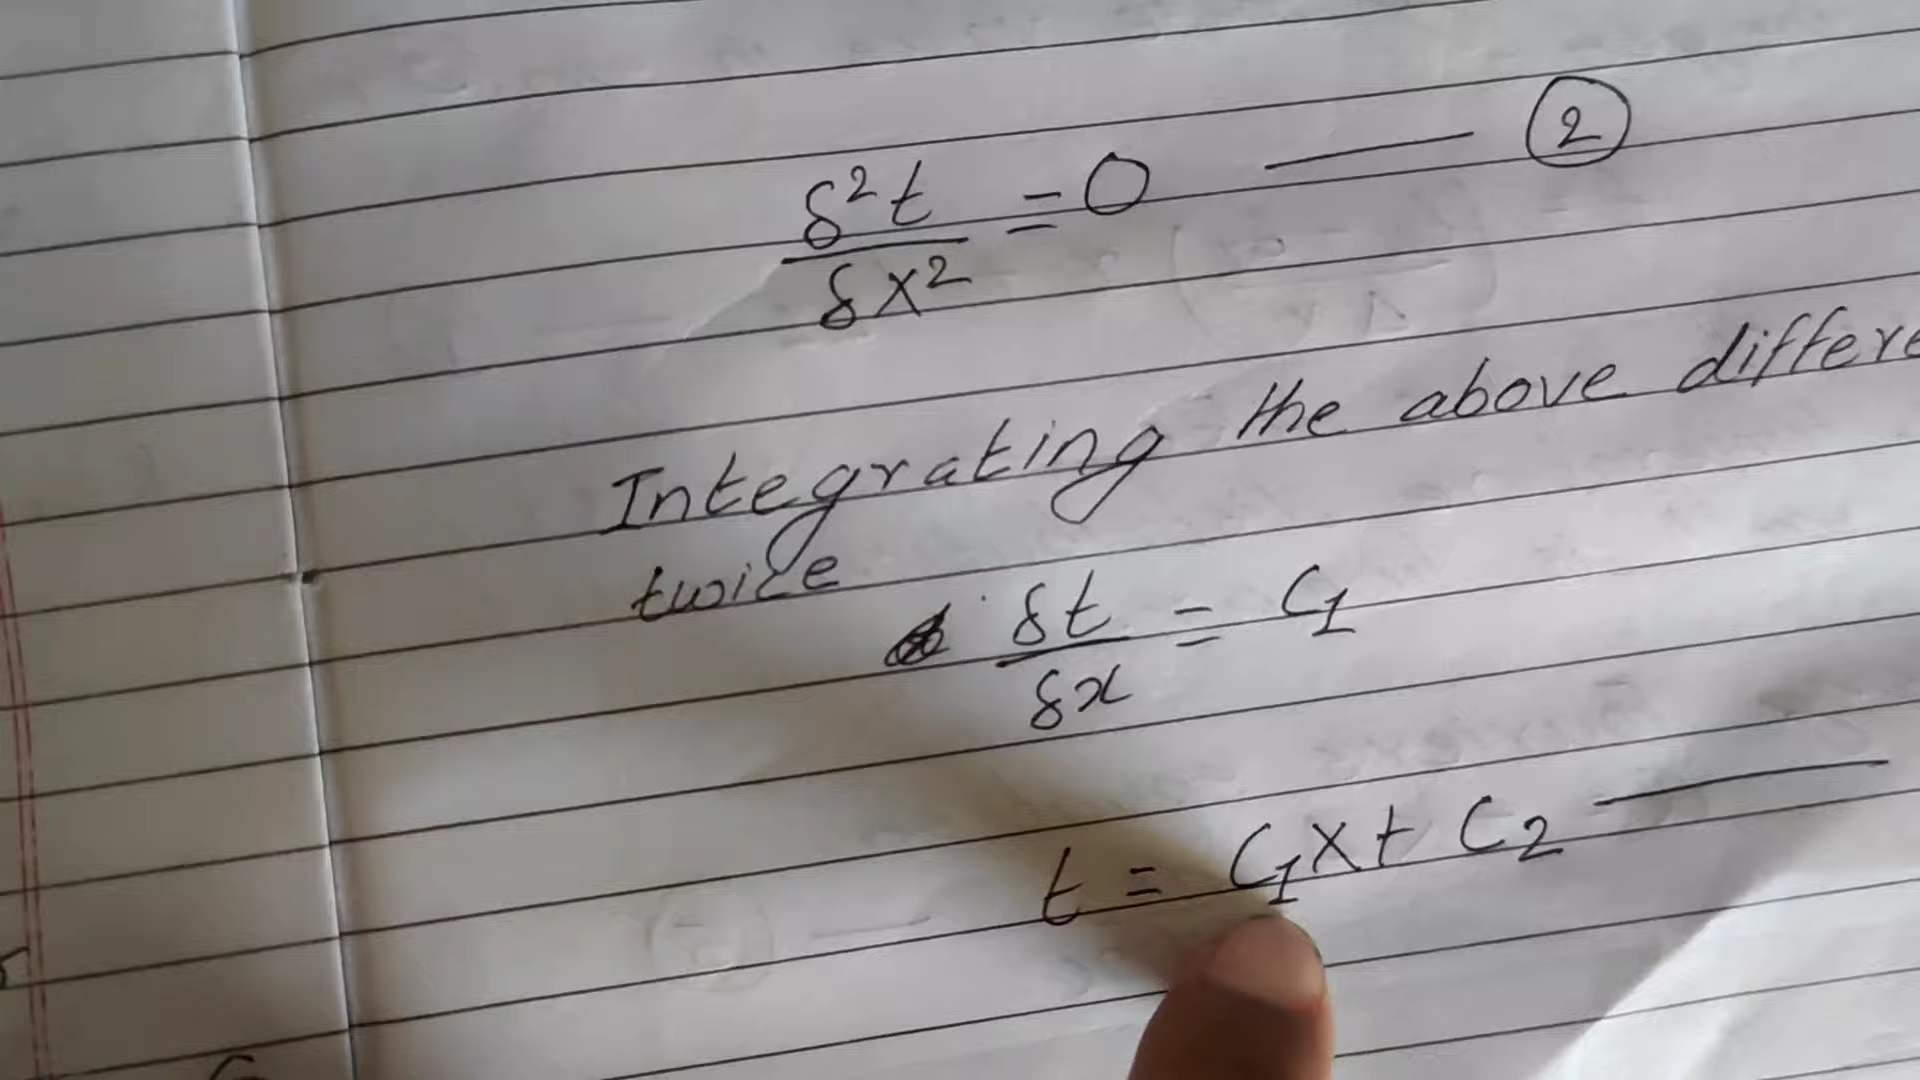 δ²t/δx² = 0 —— ②
Integrating the above differe
twice
δt/δx = C₁
t = C₁x + C₂ ——